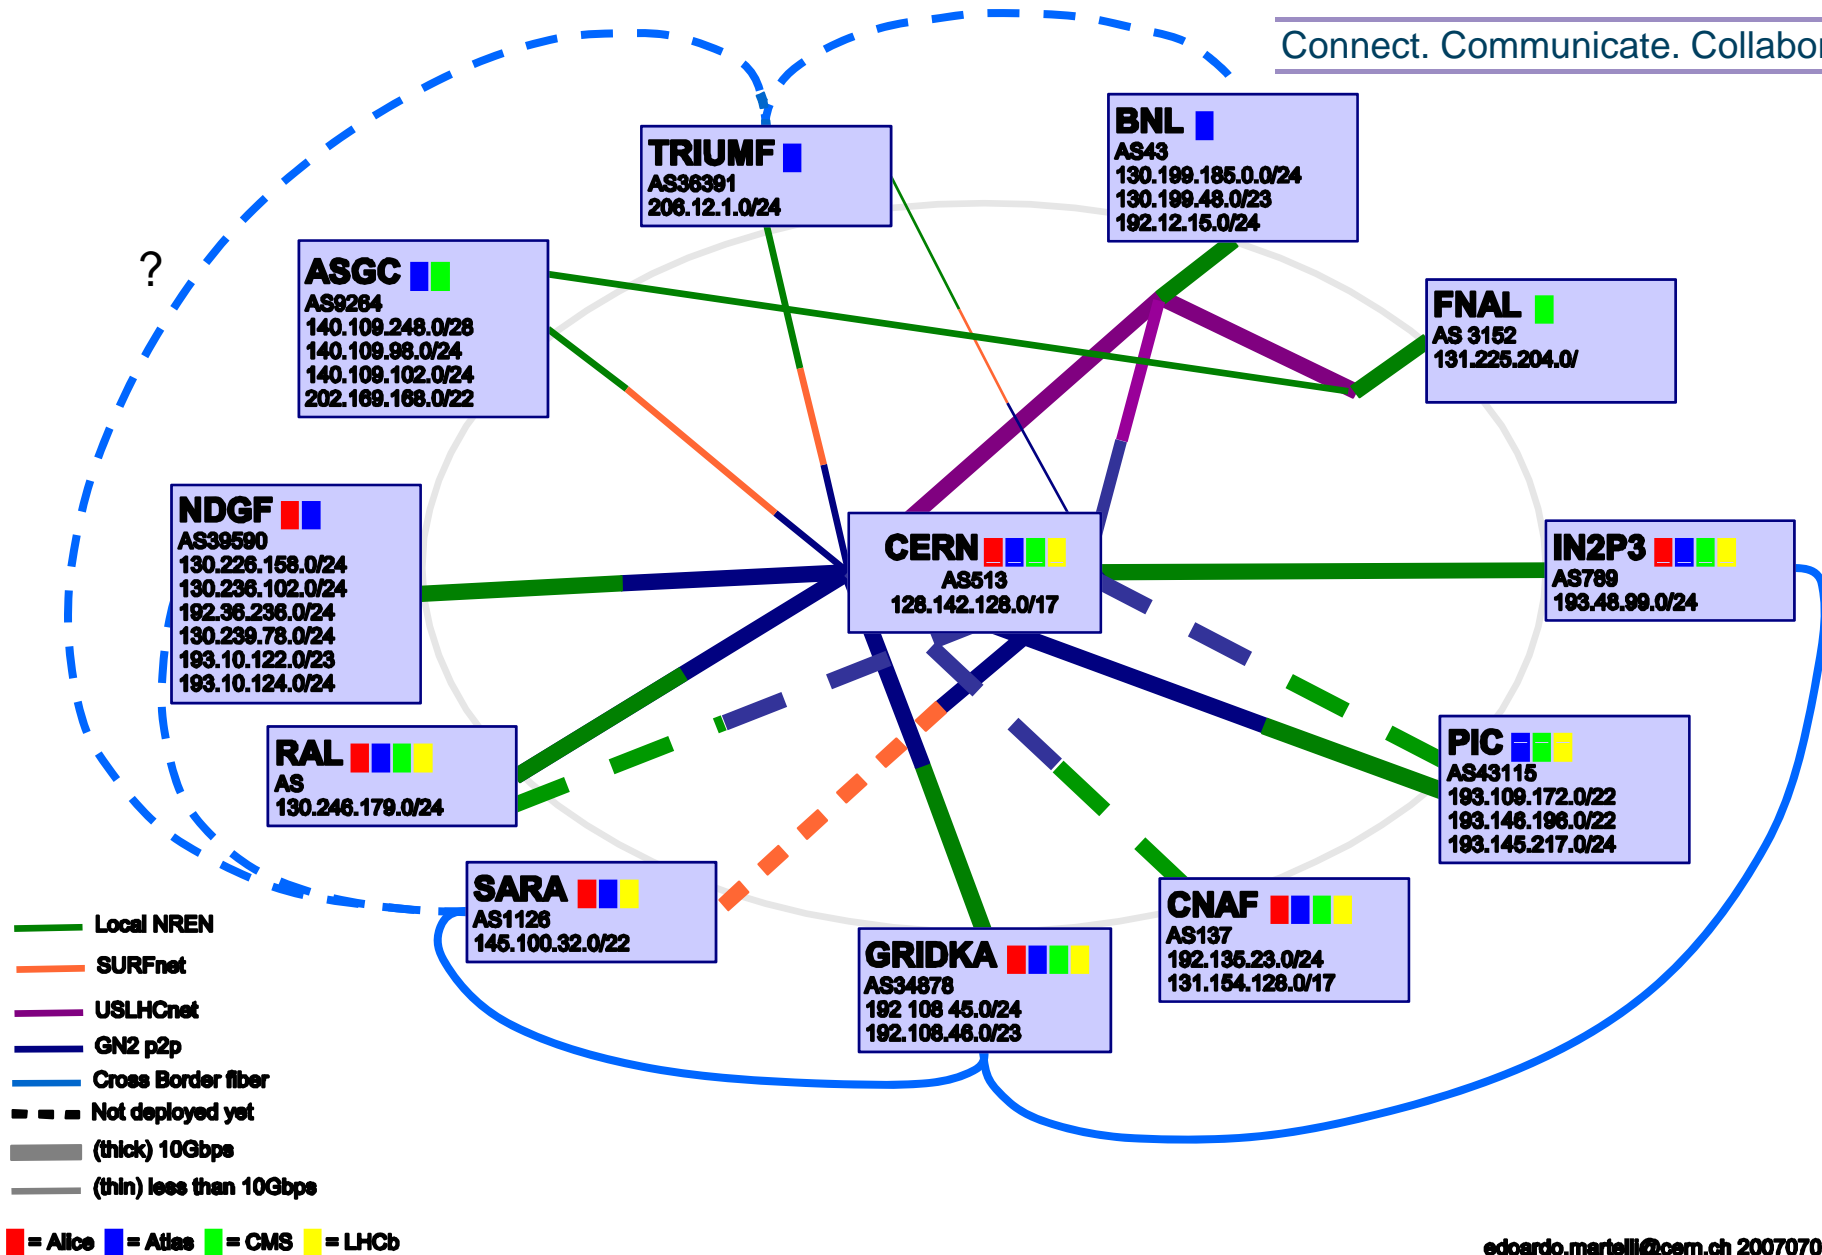 Connect. Communicate. Collabor
BNL
AS43
130.199.185.0.0/24
130.199.48.0/23
192.12.15.0/24
TRIUMF
AS36391
206.12.1.0/24
?
ASGC
AS9264
140.109.248.0/28
140.109.98.0/24
140.109.102.0/24
202.169.168.0/22
FNAL
AS 3152
131.225.204.0/
NDGF
AS39590
130.226.158.0/24
130.236.102.0/24
192.36.236.0/24
130.239.78.0/24
193.10.122.0/23
193.10.124.0/24
CERN
AS513
128.142.128.0/17
IN2P3
AS789
193.48.99.0/24
RAL
AS
130.246.179.0/24
PIC
AS43115
193.109.172.0/22
193.146.196.0/22
193.145.217.0/24
SARA
AS1126
145.100.32.0/22
CNAF
AS137
192.135.23.0/24
131.154.128.0/17
GRIDKA
AS34878
192 108 45.0/24
192.108.46.0/23
Local NREN
SURFnet
USLHCnet
GN2 p2p
Cross Border fiber
Not deployed yet
(thick) 10Gbps
(thin) less than 10Gbps
= Alice = Atlas = CMS = LHCb
edoardo.martelli@cern.ch 2007070